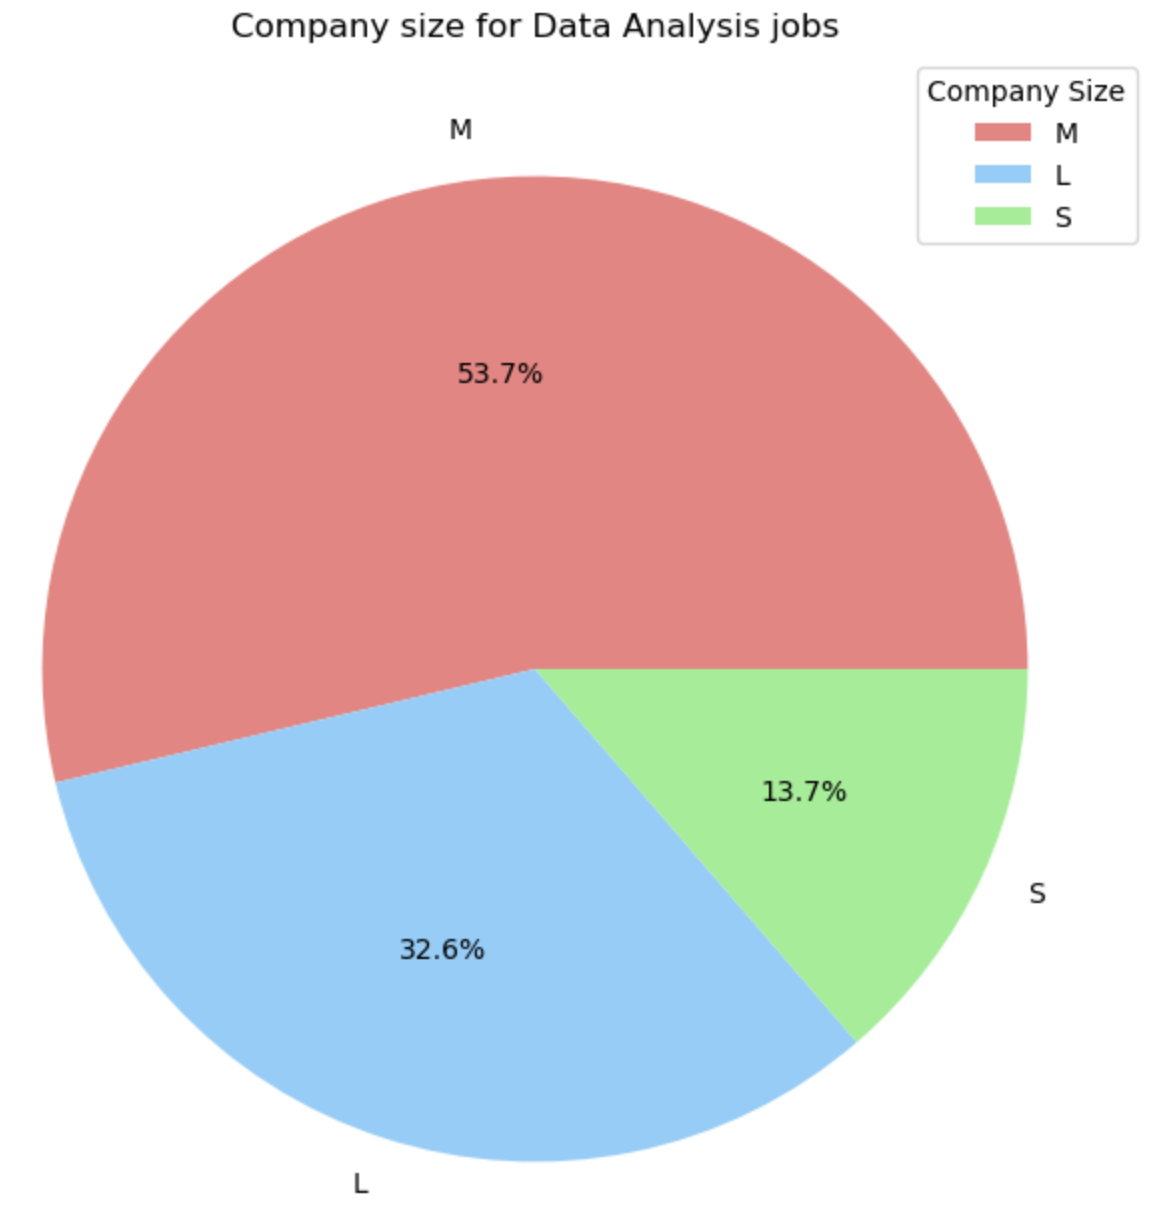 Company size for Data Analysis jobs
Company Size
M
L
S
M
53.7%
13.7%
S
32.6%
L